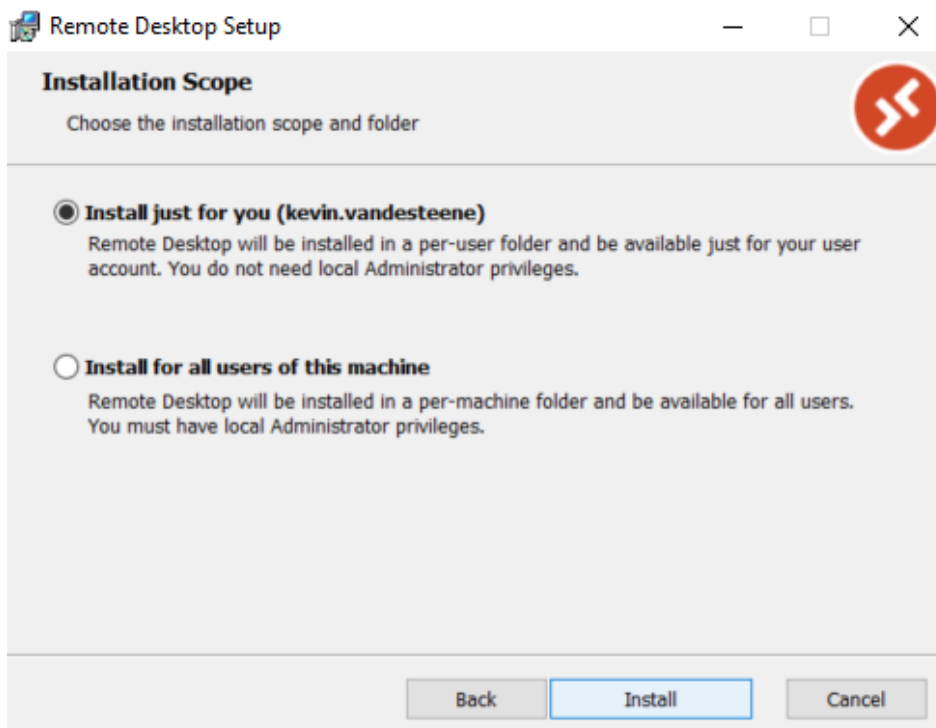 Remote Desktop Setup
Installation Scope
Choose the installation scope and folder
Install just for you (kevin.vandesteene)
Remote Desktop will be installed in a per-user folder and be available just for your user
account. You do not need local Administrator privileges.
Install for all users of this machine
Remote Desktop will be installed in a per-machine folder and be available for all users.
You must have local Administrator privileges.
Back
Install
Cancel